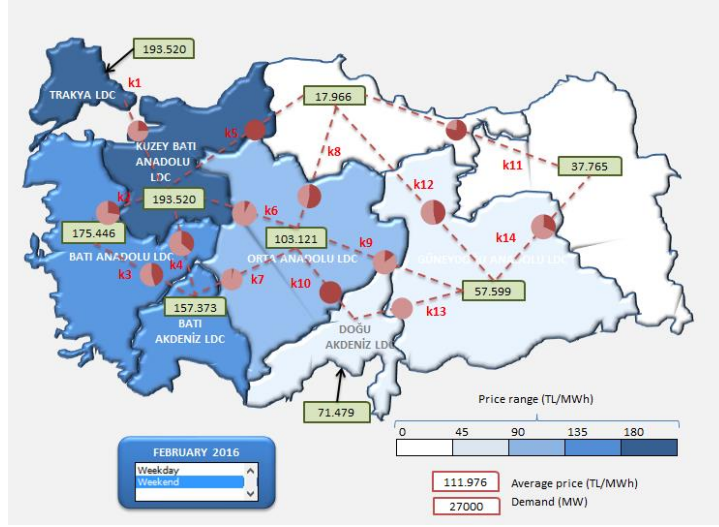 193.520
k1
TRAKYA LDC
17.966
k5
KUZEY BATI
ANADOLU
LDC
k8
k11
37.765
k12
193.520
k6
175.446
103.121
k14
BATI ANADOLU LDC
k4
ORTA ANADOLU LDC
k9
k3
k7
k10
57.599
157.373
k13
BATI
AKDENİZ LDC
DOĞU
AKDENİZ LDC
71.479
Price range (TL/MWh)
0 45 90 135 180
FEBRUARY 2016
Weekday
Weekend
111.976 Average price (TL/MWh)
27000 Demand (MW)